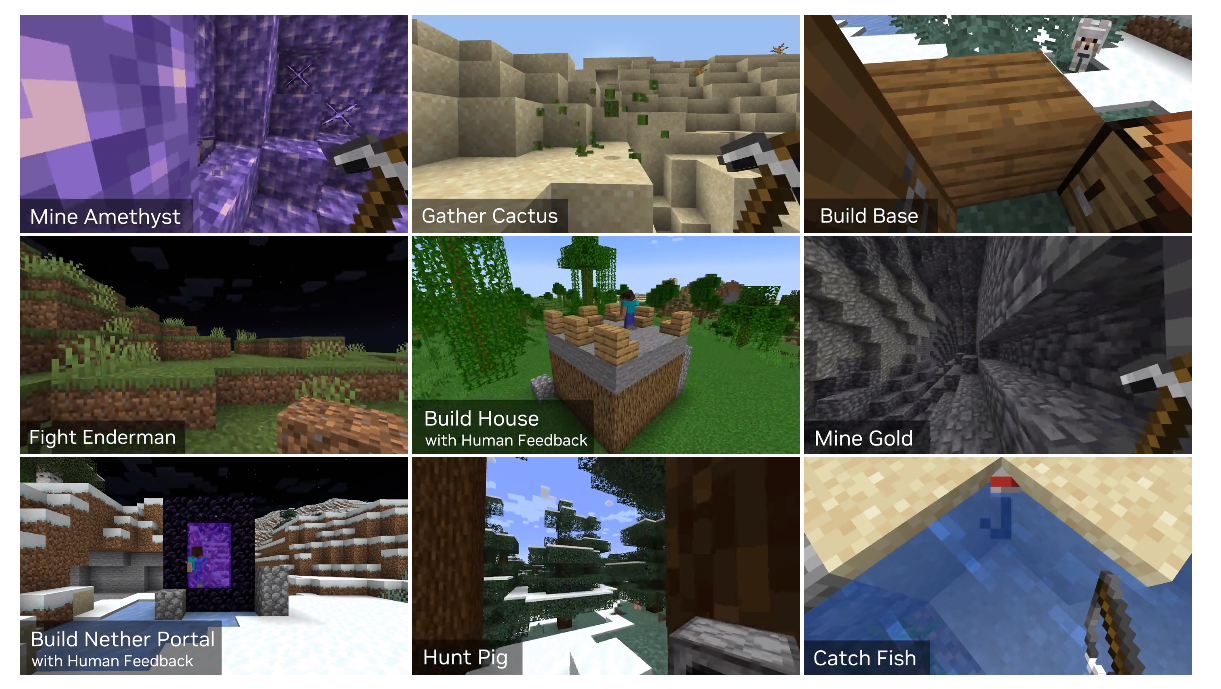 Mine Amethyst
Gather Cactus
Build Base
Fight Enderman
Build House
with Human Feedback
Mine Gold
Build Nether Portal
with Human Feedback
Hunt Pig
Catch Fish